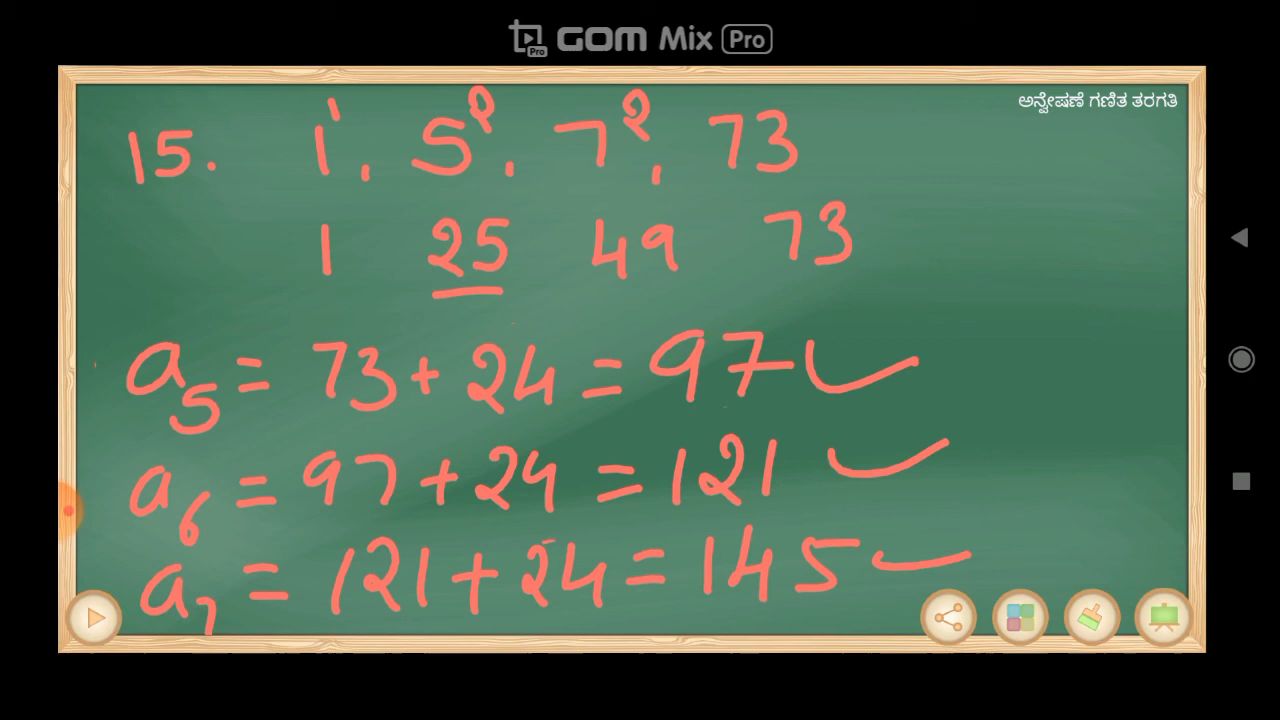 GOM Mix Pro
ಅನ್ವೇಷಣೆ ಗಣಿತ ತರಗತಿ
15. 1¹, 5², 7², 73
1 25 49 73
a₅ = 73 + 24 = 97 ✓
a₆ = 97 + 24 = 121 ✓
a₇ = 121 + 24 = 145 ✓